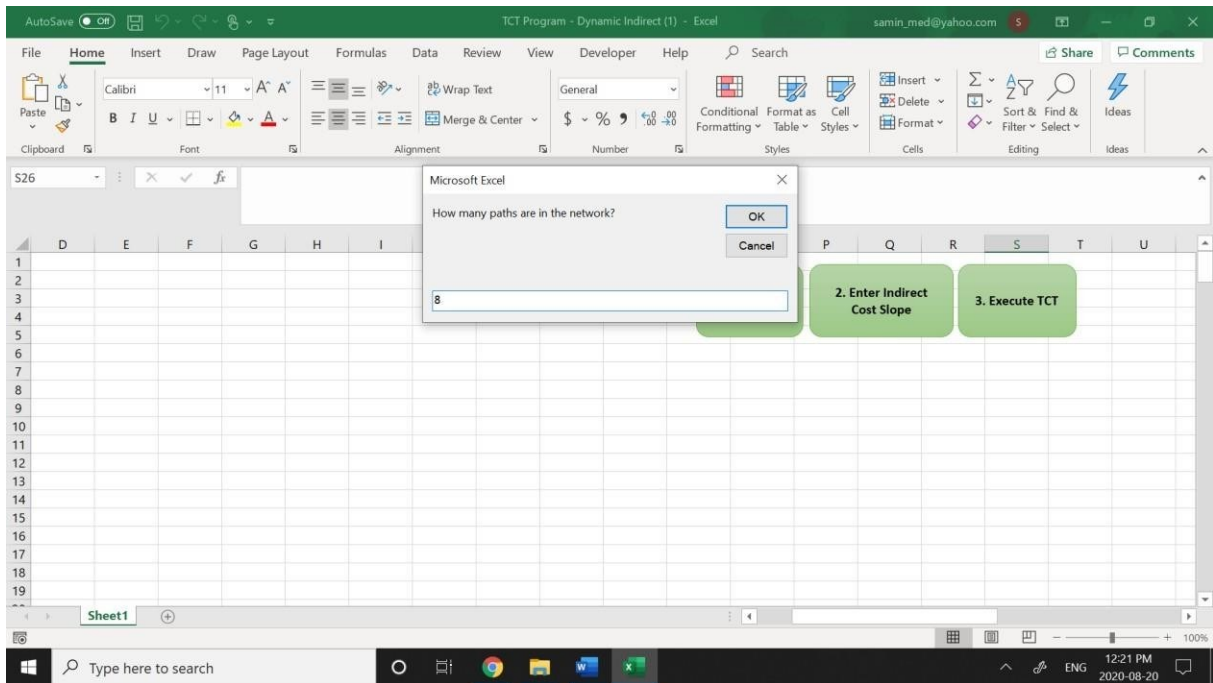 AutoSave Off TCT Program - Dynamic Indirect (1) - Excel samin_med@yahoo.com S
File Home Insert Draw Page Layout Formulas Data Review View Developer Help Search Share Comments
Calibri 11 A^ A˅ Wrap Text General Insert
Paste B I U A Merge & Center $ % 9 Conditional Formatting Format as Table Cell Styles Delete Format Sort & Filter Find & Select Ideas
Clipboard Font Alignment Number Styles Cells Editing Ideas
S26 fx
Microsoft Excel
How many paths are in the network?
OK
Cancel
8
D E F G H I P Q R S T U
2. Enter Indirect
Cost Slope
3. Execute TCT
1
2
3
4
5
6
7
8
9
10
11
12
13
14
15
16
17
18
19
Sheet1
100%
Type here to search ENG 12:21 PM
2020-08-20